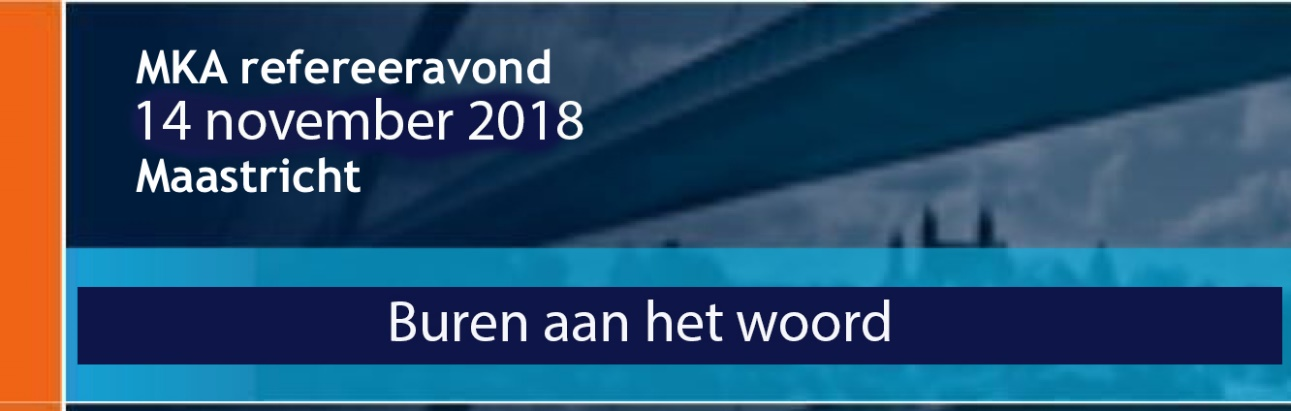 MKA refereeravond
14 november 2018
Maastricht
Buren aan het woord